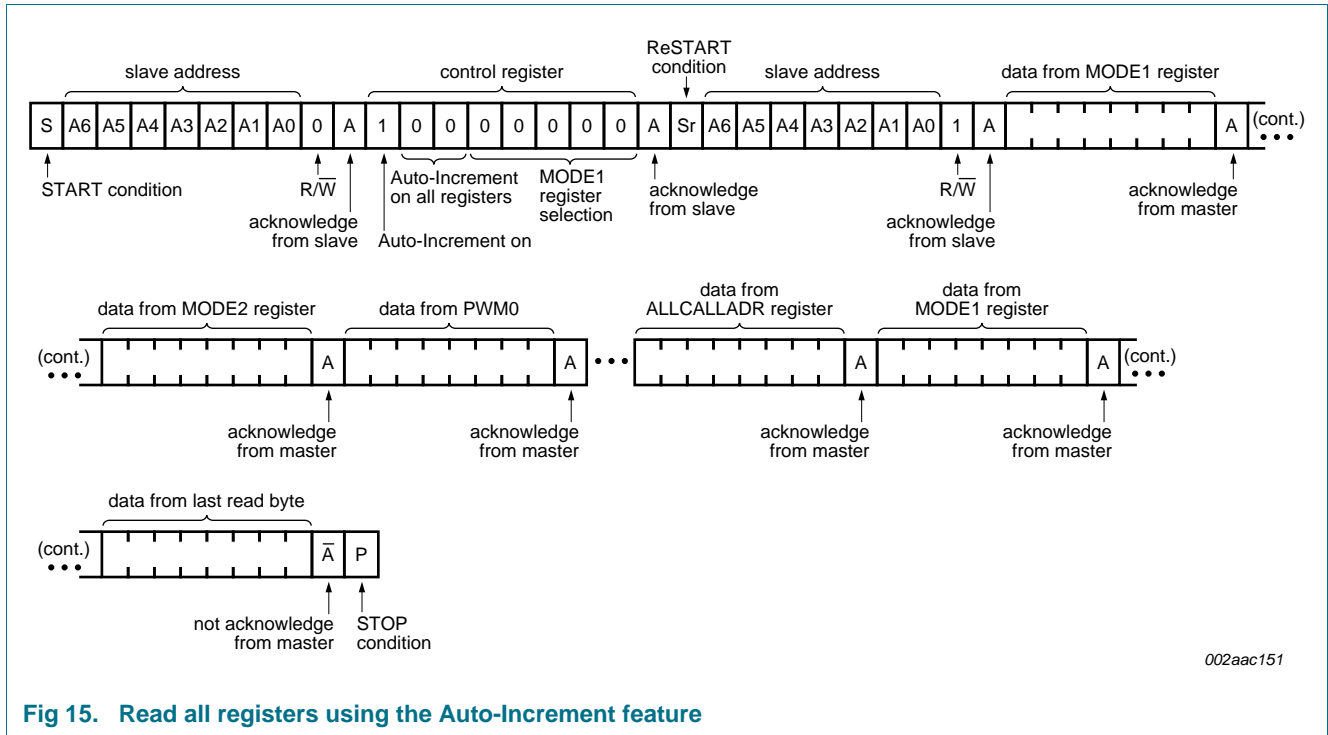 ReSTART
condition
slave address
control register
slave address
data from MODE1 register
S A6 A5 A4 A3 A2 A1 A0 0 A 1 0 0 0 0 0 0 0 A Sr A6 A5 A4 A3 A2 A1 A0 1 A A (cont.)
START condition
R/W̅
acknowledge
from slave
Auto-Increment
on all registers
Auto-Increment on
MODE1
register
selection
acknowledge
from slave
R/W̅
acknowledge
from slave
acknowledge
from master
data from MODE2 register
data from PWM0
data from
ALLCALLADR register
data from
MODE1 register
(cont.) A A A A (cont.)
acknowledge
from master
acknowledge
from master
acknowledge
from master
acknowledge
from master
data from last read byte
(cont.) A̅ P
not acknowledge
from master
STOP
condition
002aac151
Fig 15. Read all registers using the Auto-Increment feature